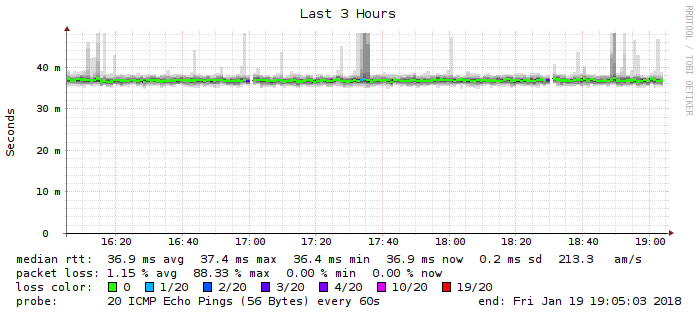 Last 3 Hours
RRDTOOL / TOBI OETIKER
Seconds
40 m
30 m
20 m
10 m
0
16:20 16:40 17:00 17:20 17:40 18:00 18:20 18:40 19:00
median rtt: 36.9 ms avg 37.4 ms max 36.4 ms min 36.9 ms now 0.2 ms sd 213.3 am/s
packet loss: 1.15 % avg 88.33 % max 0.00 % min 0.00 % now
loss color: 0 1/20 2/20 3/20 4/20 10/20 19/20
probe: 20 ICMP Echo Pings (56 Bytes) every 60s end: Fri Jan 19 19:05:03 2018